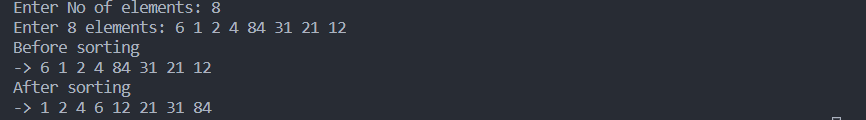 Enter No of elements: 8
Enter 8 elements: 6 1 2 4 84 31 21 12
Before sorting
-> 6 1 2 4 84 31 21 12
After sorting
-> 1 2 4 6 12 21 31 84